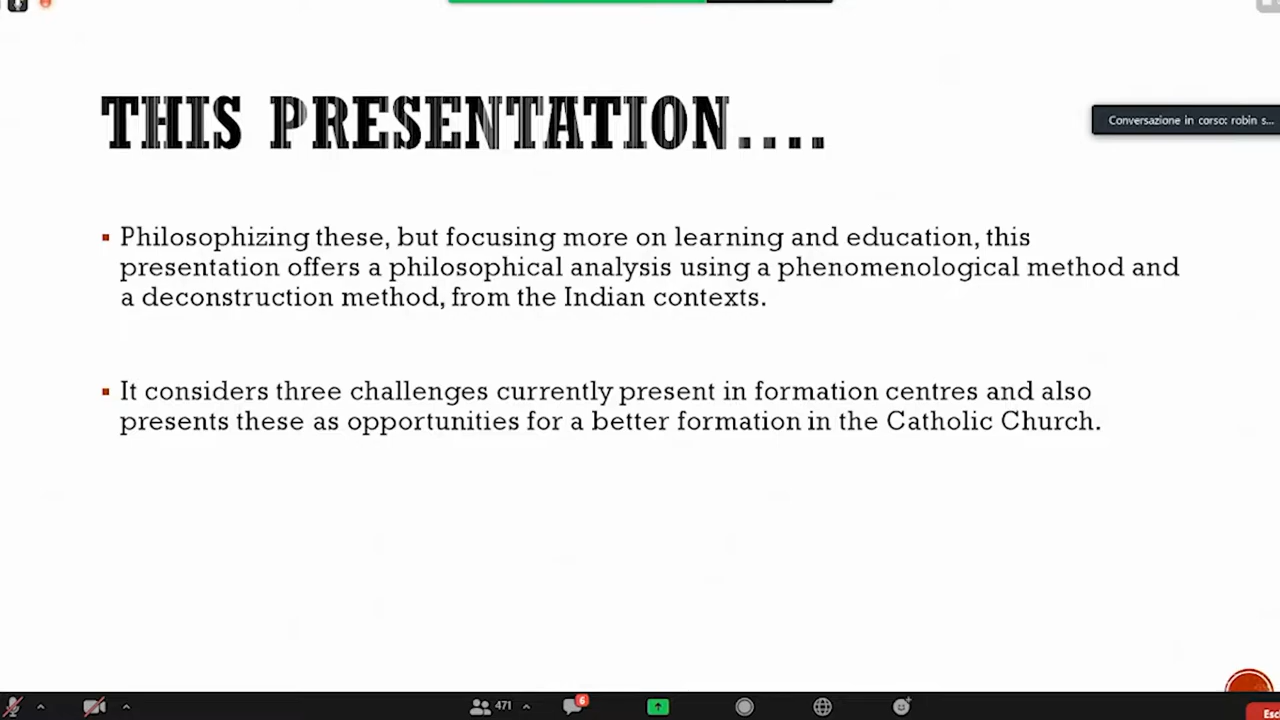 THIS PRESENTATION....
Conversazione in corso: robin s...
Philosophizing these, but focusing more on learning and education, this
presentation offers a philosophical analysis using a phenomenological method and
a deconstruction method, from the Indian contexts.
It considers three challenges currently present in formation centres and also
presents these as opportunities for a better formation in the Catholic Church.
471
6
Esc